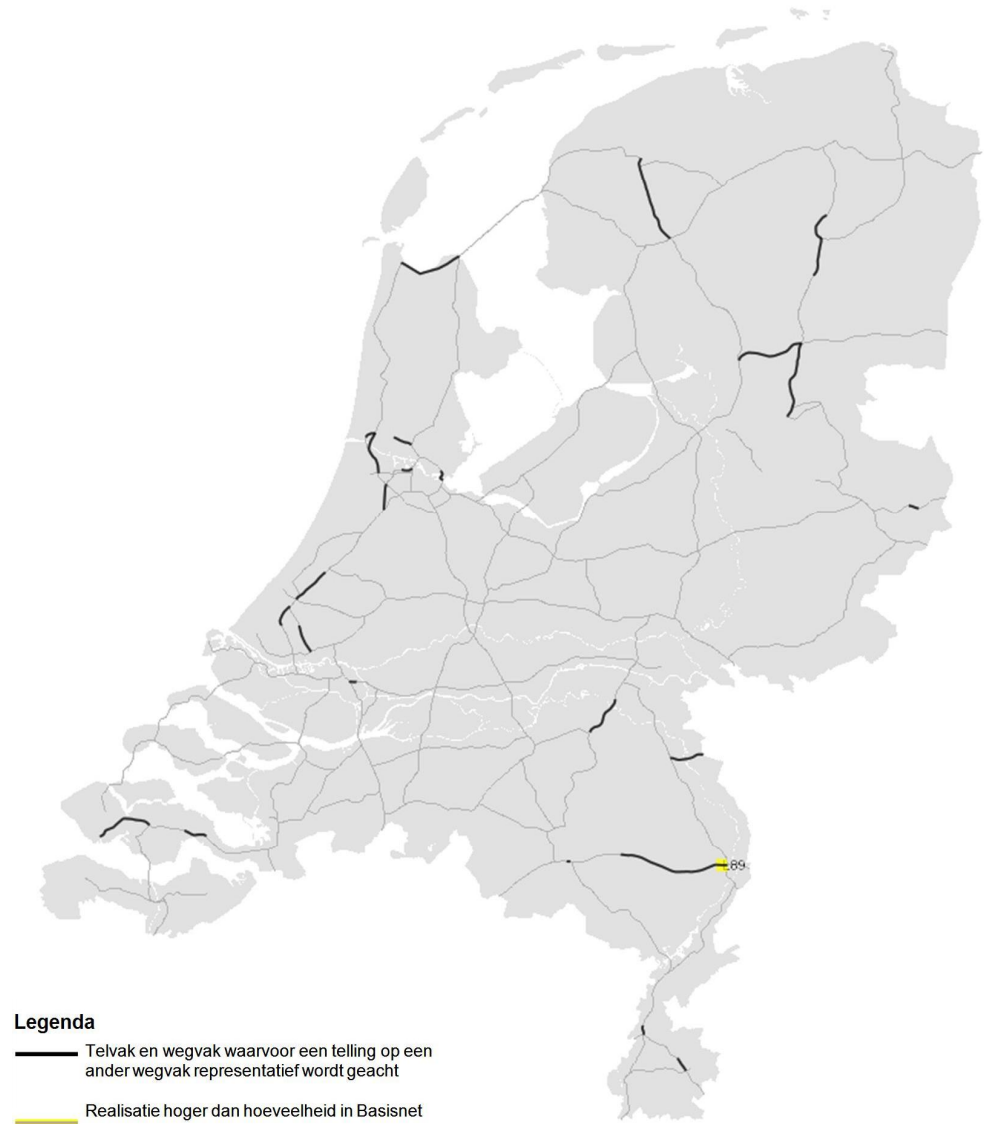 L89
Legenda
Telvak en wegvak waarvoor een telling op een
ander wegvak representatief wordt geacht
Realisatie hoger dan hoeveelheid in Basisnet